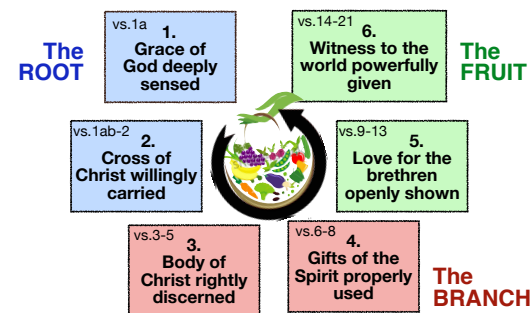 The
ROOT
vs.1a
1.
Grace of
God deeply
sensed
vs.1ab-2
2.
Cross of
Christ willingly
carried
vs.3-5
3.
Body of
Christ rightly
discerned
vs.6-8
4.
Gifts of the
Spirit properly
used
The
BRANCH
vs.9-13
5.
Love for the
brethren
openly shown
vs.14-21
6.
Witness to the
world powerfully
given
The
FRUIT